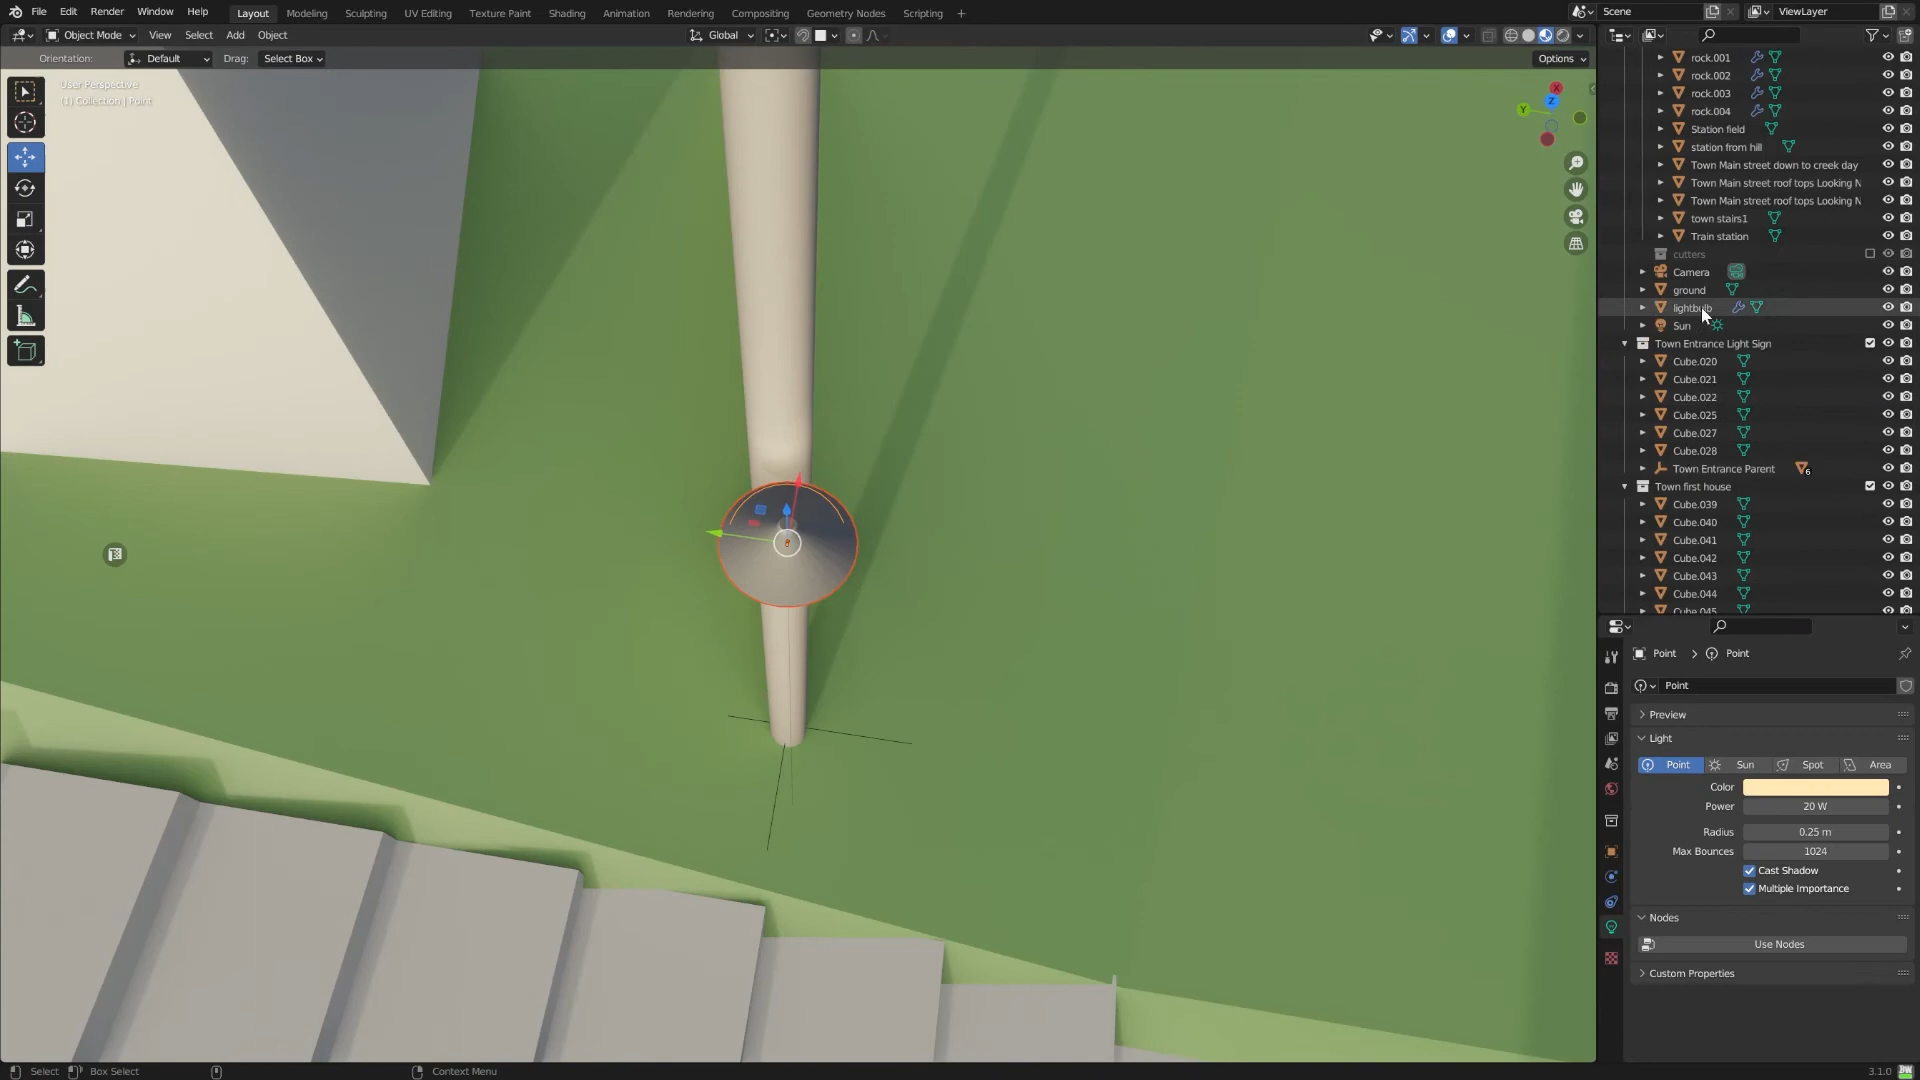 File Edit Render Window Help Layout Modeling Sculpting UV Editing Texture Paint Shading Animation Rendering Compositing Geometry Nodes Scripting + Scene ViewLayer
Object Mode View Select Add Object Global
Orientation: Default Drag: Select Box Options
User Perspective
(1) Collection | Point
X
Y
Z
rock.001
rock.002
rock.003
rock.004
Station field
station from hill
Town Main street down to creek day
Town Main street roof tops Looking N
Town Main street roof tops Looking N
town stairs1
Train station
cutters
Camera
ground
lightbulb
Sun
Town Entrance Light Sign
Cube.020
Cube.021
Cube.022
Cube.025
Cube.027
Cube.028
Town Entrance Parent 6
Town first house
Cube.039
Cube.040
Cube.041
Cube.042
Cube.043
Cube.044
Cube.045
Point > Point
Point
Preview
Light
Point Sun Spot Area
Color
Power 20 W
Radius 0.25 m
Max Bounces 1024
Cast Shadow
Multiple Importance
Nodes
Use Nodes
Custom Properties
Select Box Select Context Menu 3.1.0